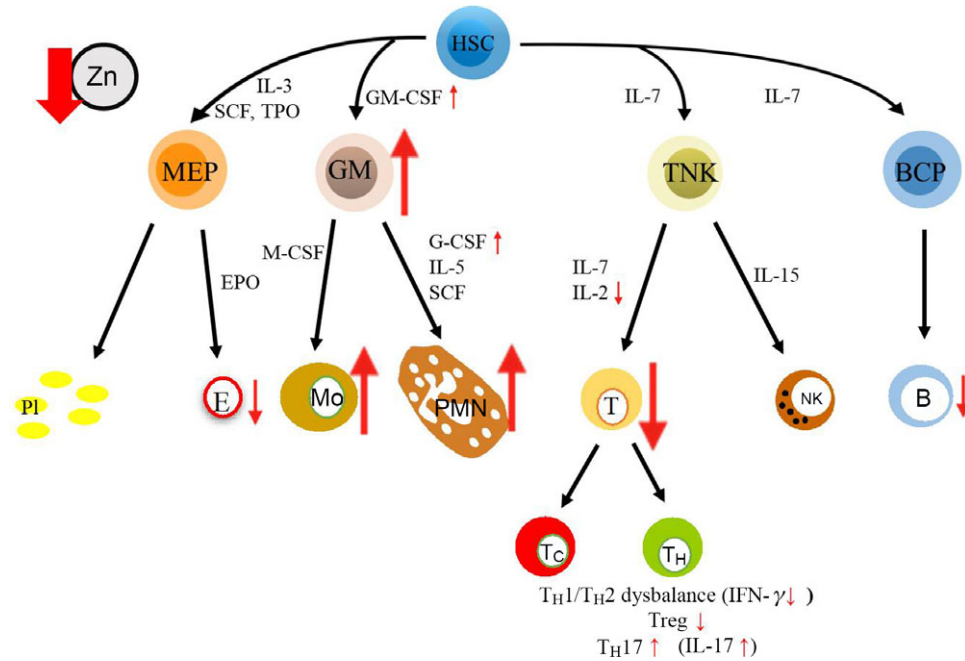 HSC
Zn
IL-3
SCF, TPO
GM-CSF ↑
IL-7
IL-7
MEP
GM
TNK
BCP
EPO
M-CSF
G-CSF ↑
IL-5
SCF
IL-7
IL-2 ↓
IL-15
Pl
E
Mo
PMN
T
NK
B
TC
TH
TH1/TH2 dysbalance (IFN-γ↓ )
Treg ↓
TH17 ↑ (IL-17 ↑)